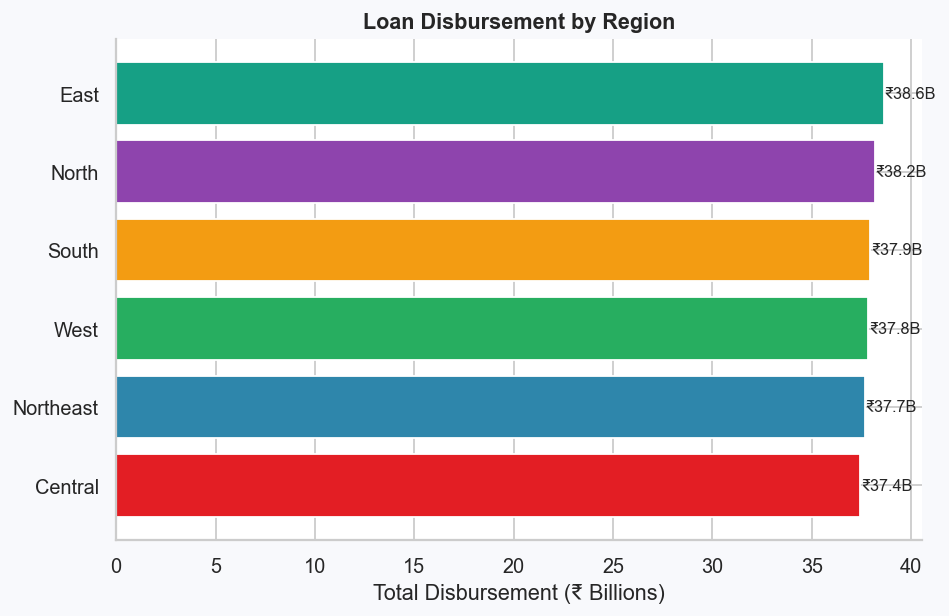 Loan Disbursement by Region
East
₹38.6B
North
₹38.2B
South
₹37.9B
West
₹37.8B
Northeast
₹37.7B
Central
₹37.4B
0 5 10 15 20 25 30 35 40
Total Disbursement (₹ Billions)